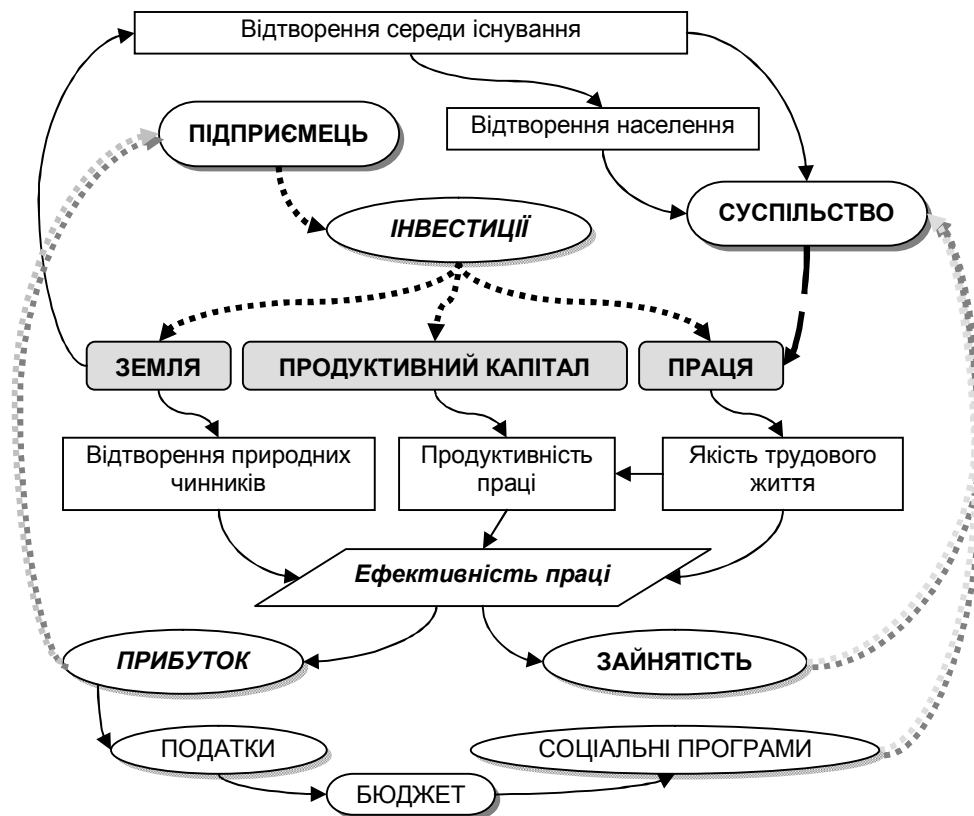 Відтворення середи існування
ПІДПРИЄМЕЦЬ
Відтворення населення
СУСПІЛЬСТВО
ІНВЕСТИЦІЇ
ЗЕМЛЯ
ПРОДУКТИВНИЙ КАПІТАЛ
ПРАЦЯ
Відтворення природних
чинників
Продуктивність
праці
Якість трудового
життя
Ефективність праці
ПРИБУТОК
ЗАЙНЯТІСТЬ
ПОДАТКИ
СОЦІАЛЬНІ ПРОГРАМИ
БЮДЖЕТ